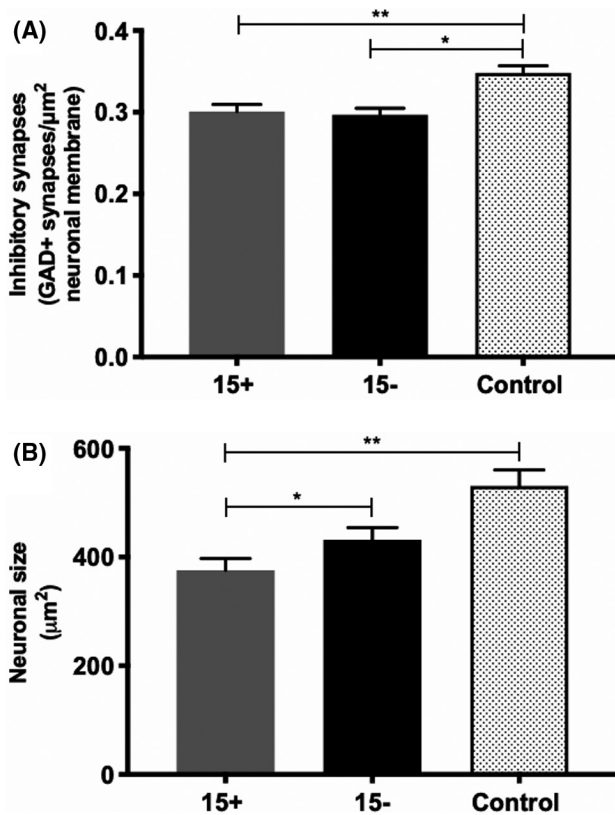 (A)
**
*
0.4
0.3
0.2
0.1
0.0
Inhibitory synapses
(GAD+ synapses/µm²
neuronal membrane)
15+ 15- Control
(B)
**
*
600
400
200
0
Neuronal size
(µm²)
15+ 15- Control